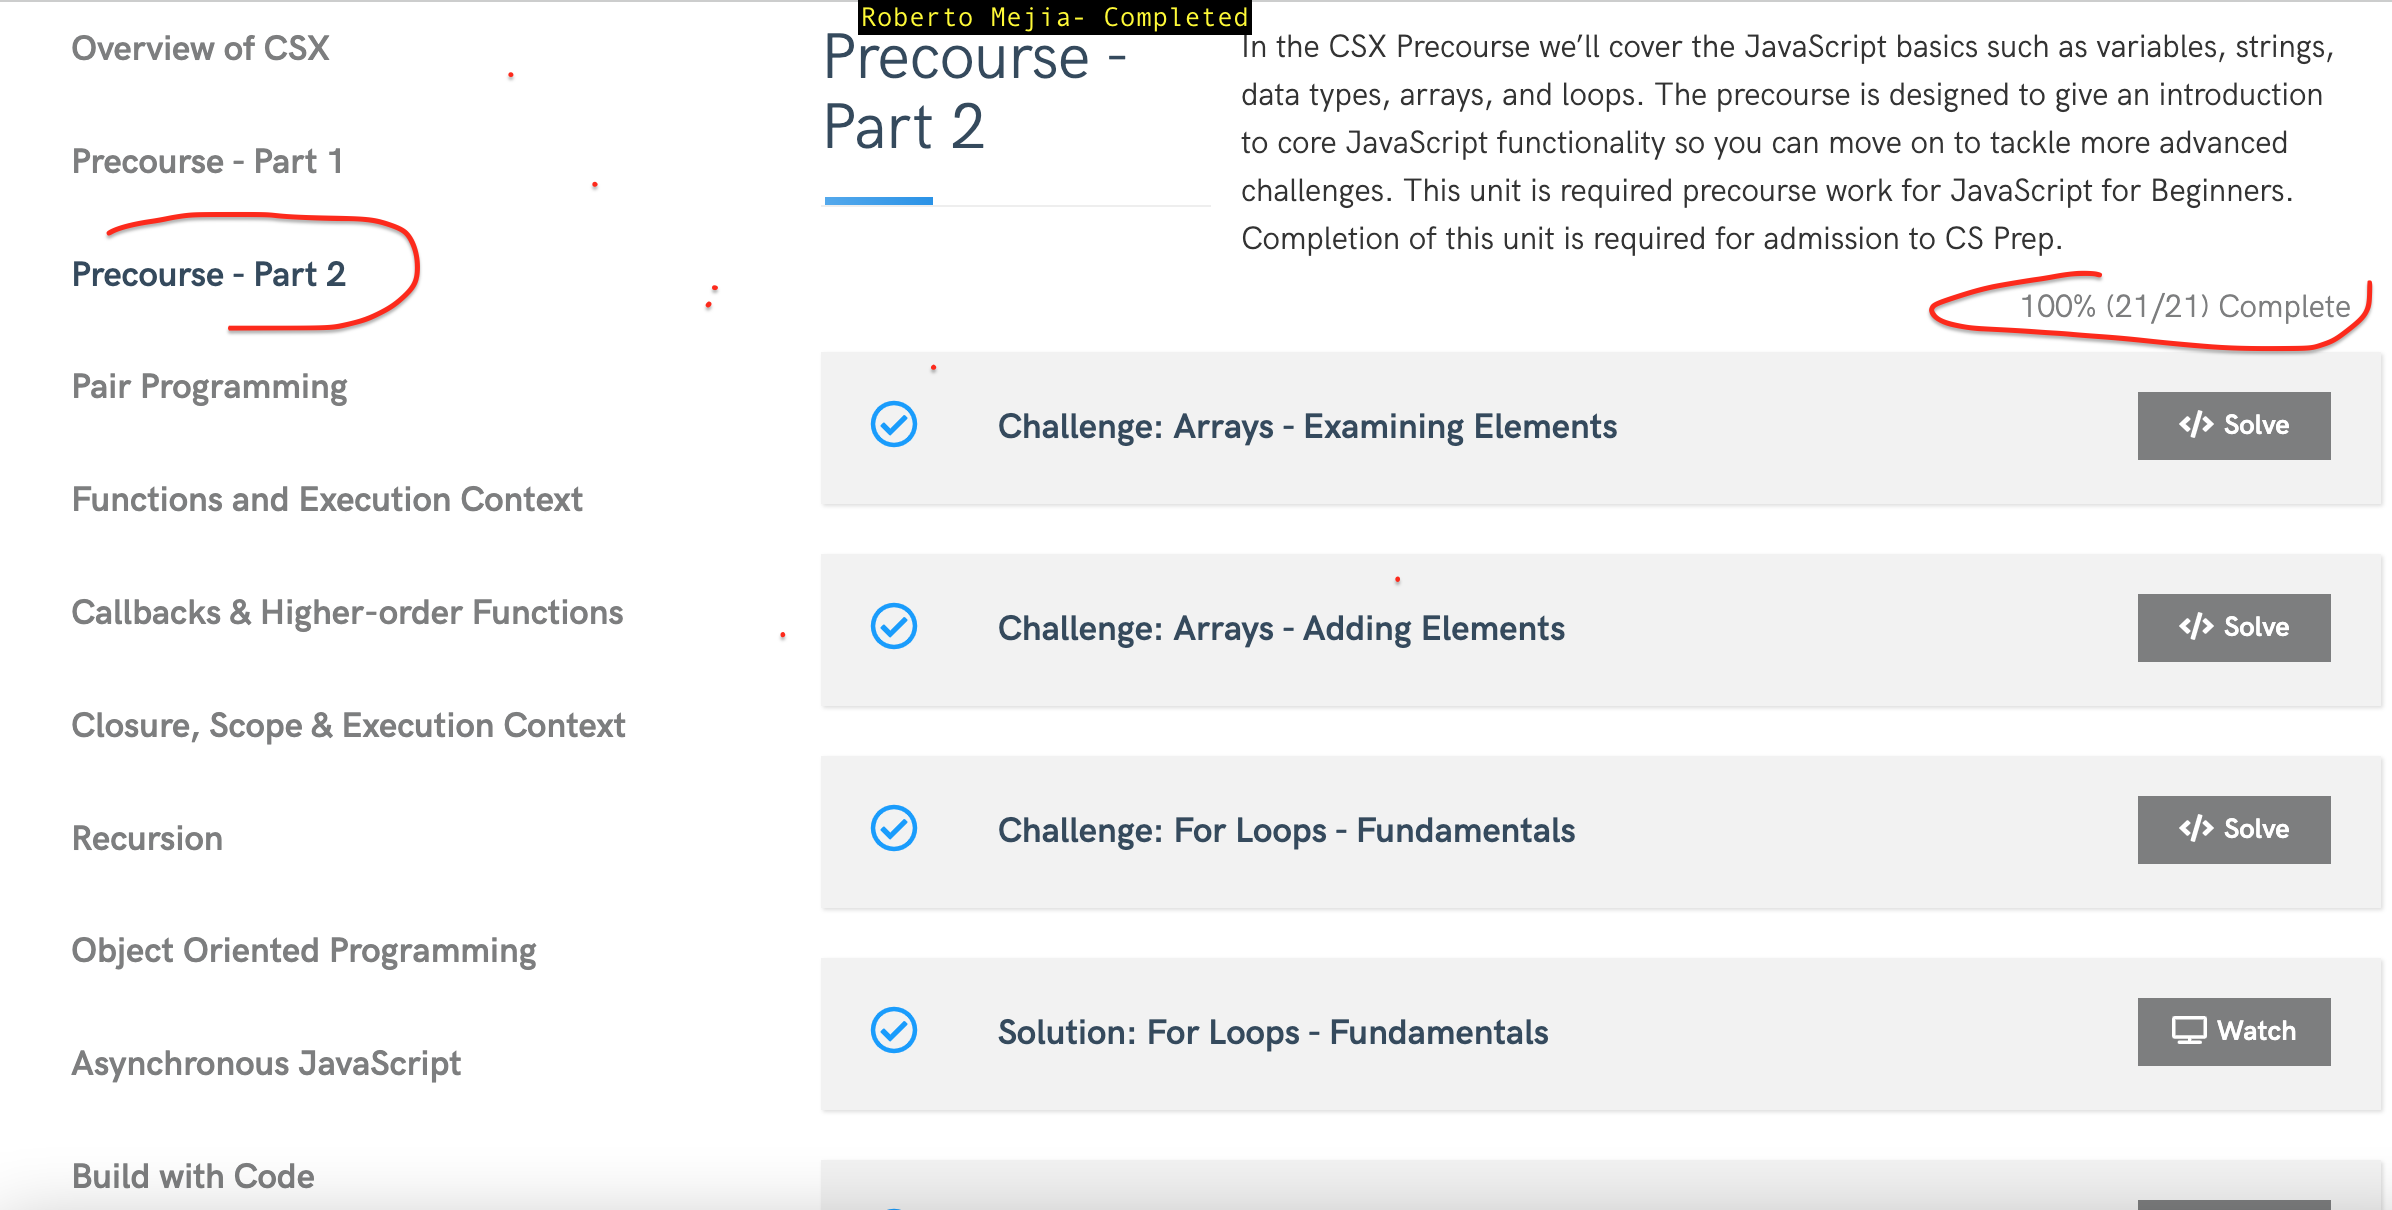 Roberto Mejia- Completed
Overview of CSX
Precourse - Part 1
Precourse - Part 2
Pair Programming
Functions and Execution Context
Callbacks & Higher-order Functions
Closure, Scope & Execution Context
Recursion
Object Oriented Programming
Asynchronous JavaScript
Build with Code
Precourse -
Part 2
In the CSX Precourse we’ll cover the JavaScript basics such as variables, strings,
data types, arrays, and loops. The precourse is designed to give an introduction
to core JavaScript functionality so you can move on to tackle more advanced
challenges. This unit is required precourse work for JavaScript for Beginners.
Completion of this unit is required for admission to CS Prep.
100% (21/21) Complete
Challenge: Arrays - Examining Elements
</> Solve
Challenge: Arrays - Adding Elements
</> Solve
Challenge: For Loops - Fundamentals
</> Solve
Solution: For Loops - Fundamentals
Watch